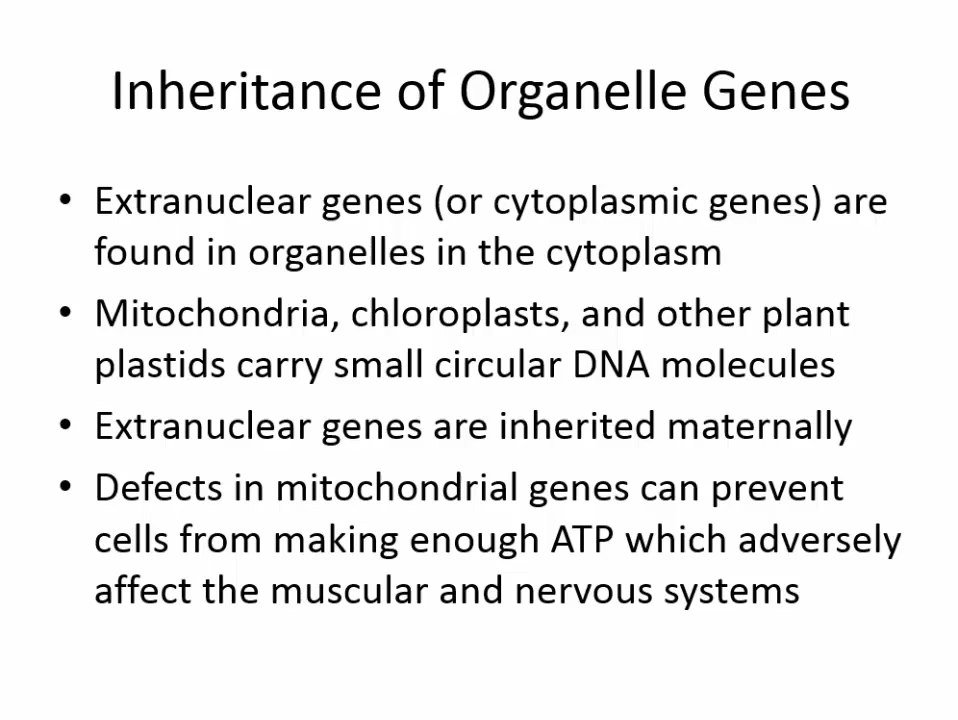 Inheritance of Organelle Genes
• Extranuclear genes (or cytoplasmic genes) are
found in organelles in the cytoplasm
• Mitochondria, chloroplasts, and other plant
plastids carry small circular DNA molecules
• Extranuclear genes are inherited maternally
• Defects in mitochondrial genes can prevent
cells from making enough ATP which adversely
affect the muscular and nervous systems